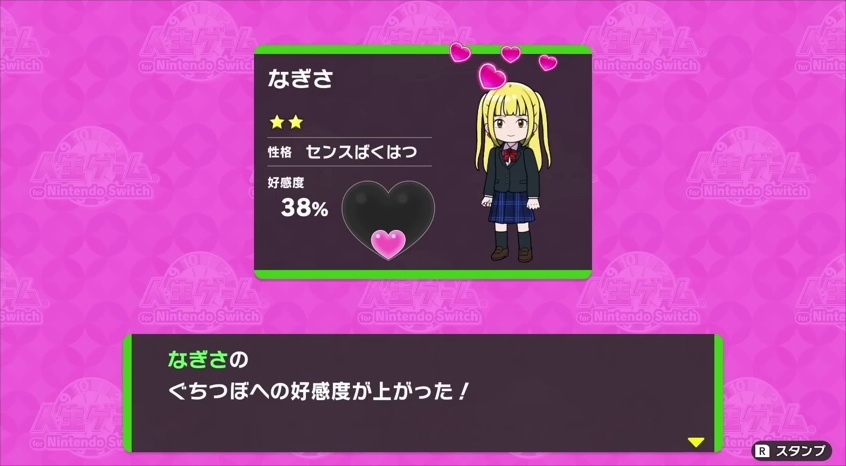 なぎさ
★★
性格 センスばくはつ
好感度
38%
なぎさの
ぐちつぼへの好感度が上がった！
R スタンプ
人生ゲーム
for Nintendo Switch